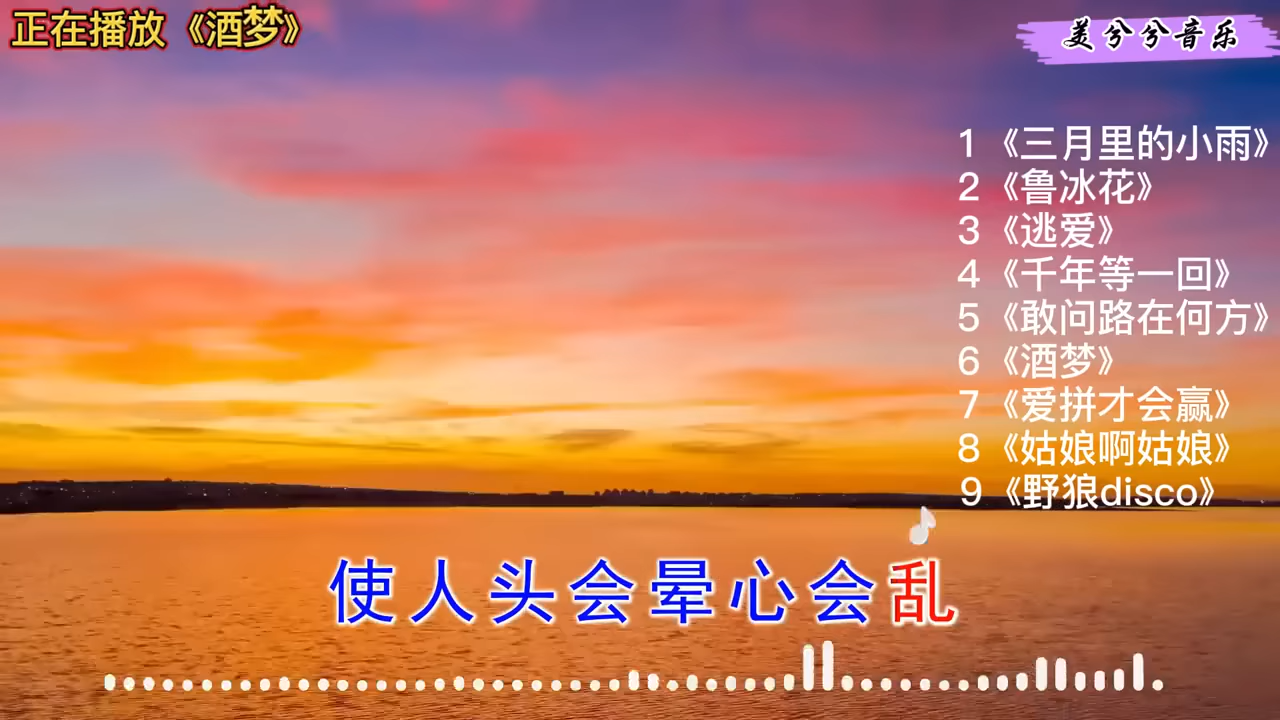 正在播放《酒梦》
美兮兮音乐
1《三月里的小雨》
2《鲁冰花》
3《逃爱》
4《千年等一回》
5《敢问路在何方》
6《酒梦》
7《爱拼才会赢》
8《姑娘啊姑娘》
9《野狼disco》
使人头会晕心会乱